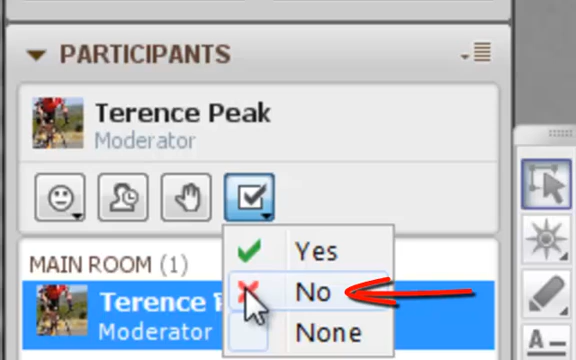 PARTICIPANTS
Terence Peak
Moderator
Yes
MAIN ROOM (1)
No
Terence
Moderator
None
A